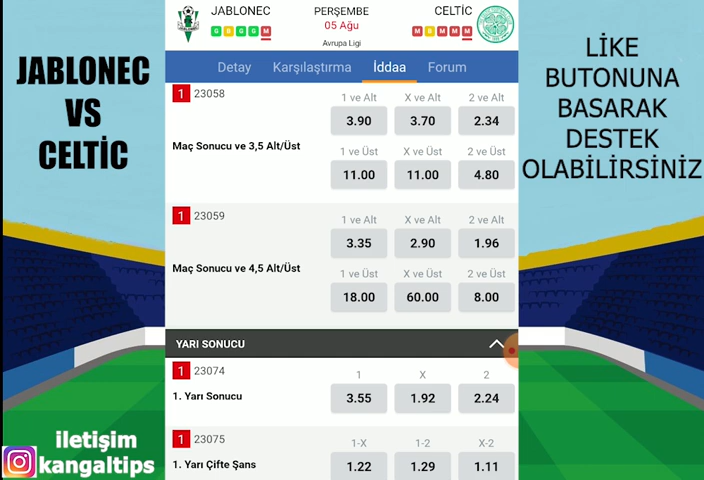 JABLONEC
VS
CELTİC
JABLONEC
G B G G M
PERŞEMBE
05 Ağu
Avrupa Ligi
CELTİC
M B M M M
Detay Karşılaştırma İddaa Forum
1 23058
Maç Sonucu ve 3,5 Alt/Üst
1 ve Alt X ve Alt 2 ve Alt
3.90 3.70 2.34
1 ve Üst X ve Üst 2 ve Üst
11.00 11.00 4.80
1 23059
Maç Sonucu ve 4,5 Alt/Üst
1 ve Alt X ve Alt 2 ve Alt
3.35 2.90 1.96
1 ve Üst X ve Üst 2 ve Üst
18.00 60.00 8.00
YARI SONUCU
1 23074
1. Yarı Sonucu
1 X 2
3.55 1.92 2.24
1 23075
1. Yarı Çifte Şans
1-X 1-2 X-2
1.22 1.29 1.11
LİKE
BUTONUNA
BASARAK
DESTEK
OLABİLİRSİNİZ
iletişim
kangaltips